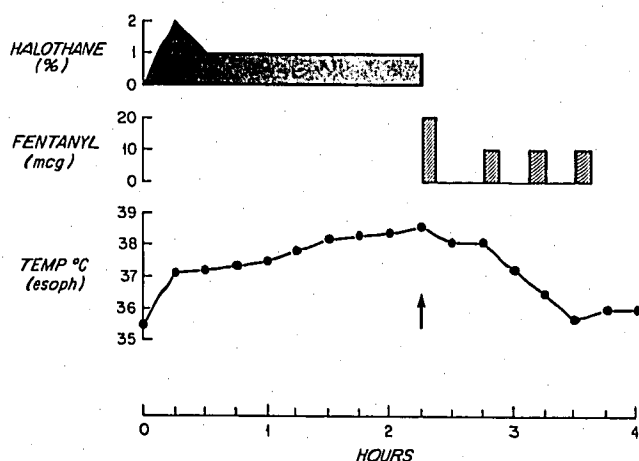 HALOTHANE
(%)
2
1
0
FENTANYL
(mcg)
20
10
0
TEMP °C
(esoph)
39
38
37
36
35
0 1 2 3 4
HOURS